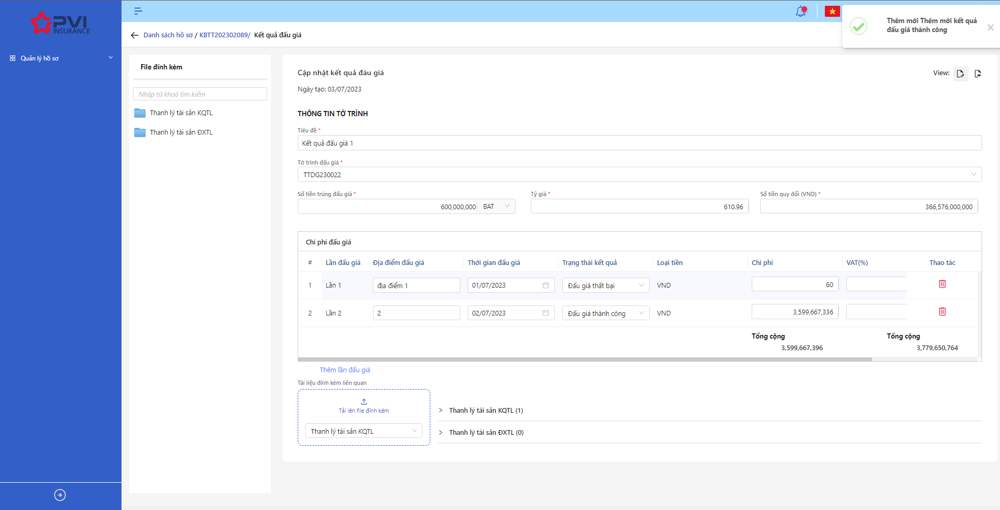 PVI
INSURANCE
Quản lý hồ sơ
Thêm mới Thêm mới kết quả
đấu giá thành công
Danh sách hồ sơ / KBTT202302089/ Kết quả đấu giá
File đính kèm
Nhập từ khoá tìm kiếm
Thanh lý tài sản KQTL
Thanh lý tài sản ĐXTL
Cập nhật kết quả đáu giá
View:
Ngày tạo: 03/07/2023
THÔNG TIN TỜ TRÌNH
Tiêu đề *
Kết quả đấu giá 1
Tờ trình đấu giá *
TTDG230022
Số tiền trúng đấu giá * Tỷ giá * Số tiền quy đổi (VND) *
600,000,000 BAT 610.96 366,576,000,000
Chi phí đấu giá
# Lần đấu giá Địa điểm đấu giá Thời gian đấu giá Trạng thái kết quả Loại tiền Chi phí VAT(%) Thao tác
1 Lần 1 địa điểm 1 01/07/2023 Đấu giá thất bại VND 60
2 Lần 2 2 02/07/2023 Đấu giá thành công VND 3,599,667,336
Tổng cộng Tổng cộng
3,599,667,396 3,779,650,764
Thêm lần đấu giá
Tài liệu đính kèm liên quan
Tải lên file đính kèm
Thanh lý tài sản KQTL
Thanh lý tài sản KQTL (1)
Thanh lý tài sản ĐXTL (0)